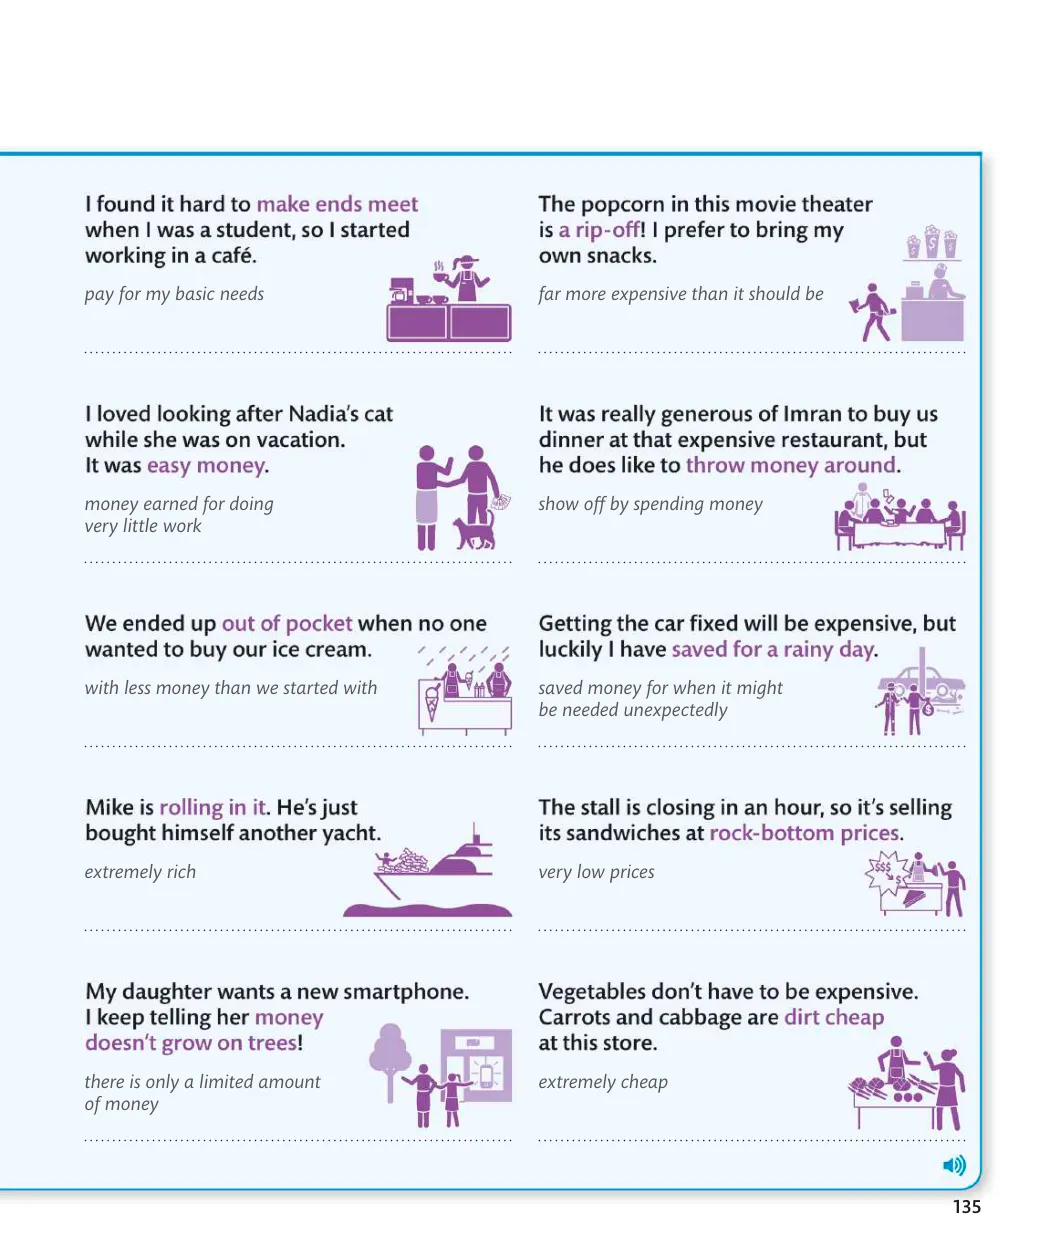 I found it hard to make ends meet
when I was a student, so I started
working in a café.
pay for my basic needs
The popcorn in this movie theater
is a rip-off! I prefer to bring my
own snacks.
far more expensive than it should be
I loved looking after Nadia's cat
while she was on vacation.
It was easy money.
money earned for doing
very little work
It was really generous of Imran to buy us
dinner at that expensive restaurant, but
he does like to throw money around.
show off by spending money
We ended up out of pocket when no one
wanted to buy our ice cream.
with less money than we started with
Getting the car fixed will be expensive, but
luckily I have saved for a rainy day.
saved money for when it might
be needed unexpectedly
Mike is rolling in it. He's just
bought himself another yacht.
extremely rich
The stall is closing in an hour, so it's selling
its sandwiches at rock-bottom prices.
very low prices
$$$
$
My daughter wants a new smartphone.
I keep telling her money
doesn't grow on trees!
there is only a limited amount
of money
Vegetables don't have to be expensive.
Carrots and cabbage are dirt cheap
at this store.
extremely cheap
135